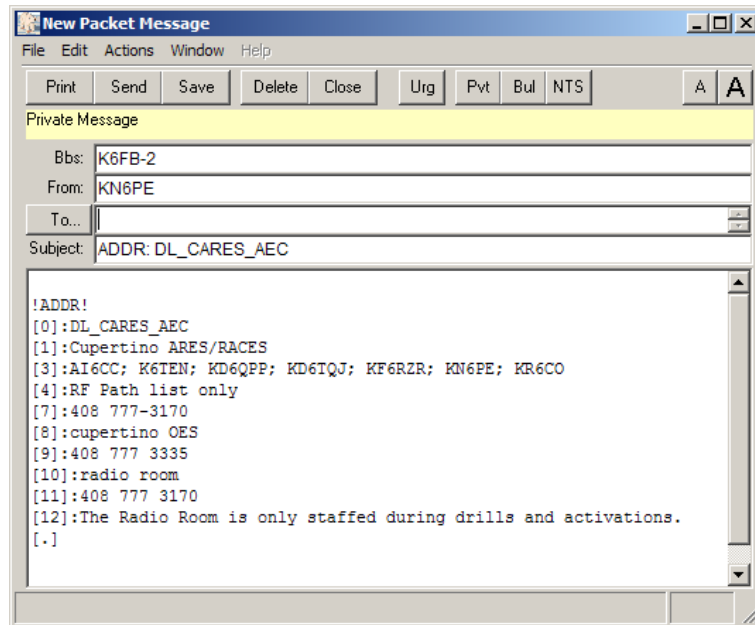 New Packet Message
File Edit Actions Window Help
Print Send Save Delete Close Urg Pvt Bul NTS A A
Private Message
Bbs: K6FB-2
From: KN6PE
To...
Subject: ADDR: DL_CARES_AEC
!ADDR!
[0]:DL_CARES_AEC
[1]:Cupertino ARES/RACES
[3]:AI6CC; K6TEN; KD6QPP; KD6TQJ; KF6RZR; KN6PE; KR6CO
[4]:RF Path list only
[7]:408 777-3170
[8]:cupertino OES
[9]:408 777 3335
[10]:radio room
[11]:408 777 3170
[12]:The Radio Room is only staffed during drills and activations.
[.]